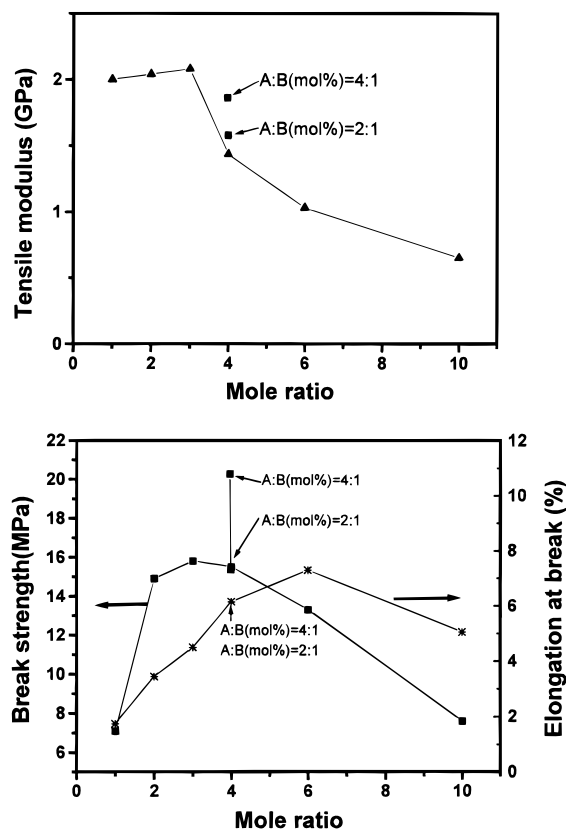 Tensile modulus (GPa)
2
1
0
A:B(mol%)=4:1
A:B(mol%)=2:1
0 2 4 6 8 10
Mole ratio
Break strength(MPa)
22
20
18
16
14
12
10
8
6
A:B(mol%)=4:1
A:B(mol%)=2:1
A:B(mol%)=4:1
A:B(mol%)=2:1
12
10
8
6
4
2
0
Elongation at break (%)
0 2 4 6 8 10
Mole ratio